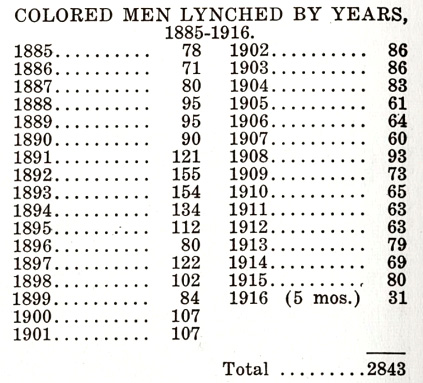 COLORED MEN LYNCHED BY YEARS,
1885-1916.
1885.......... 78 1902.......... 86
1886.......... 71 1903.......... 86
1887.......... 80 1904.......... 83
1888.......... 95 1905.......... 61
1889.......... 95 1906.......... 64
1890.......... 90 1907.......... 60
1891.......... 121 1908.......... 93
1892.......... 155 1909.......... 73
1893.......... 154 1910.......... 65
1894.......... 134 1911.......... 63
1895.......... 112 1912.......... 63
1896.......... 80 1913.......... 79
1897.......... 122 1914.......... 69
1898.......... 102 1915.......... 80
1899.......... 84 1916 (5 mos.) 31
1900.......... 107
1901.......... 107
Total .........2843